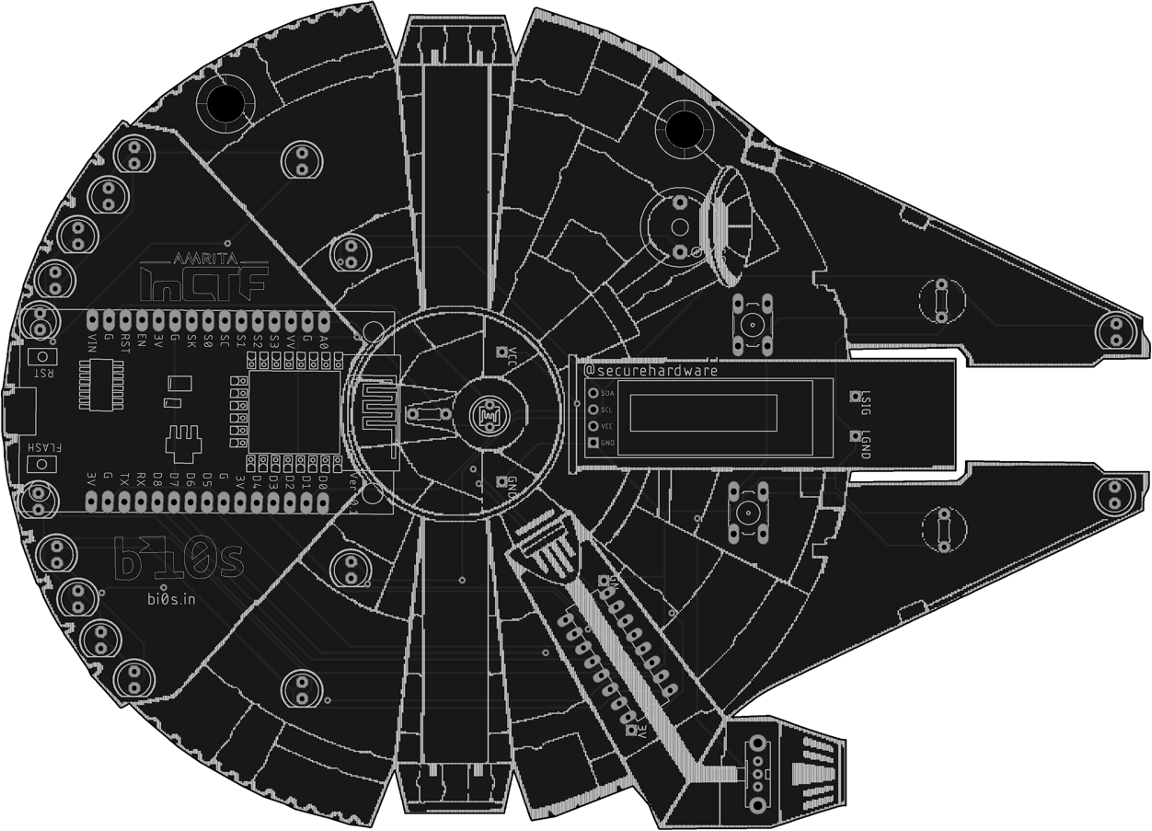 AMRITA
InCTF
VIN G RST EN 3V G SK S0 SC S1 S2 S3 VV G A0
RST
VCC
@securehardware
SDA
SCL
VCC
GND
LSIG
LGND
FLASH
3V G TX RX D8 D7 D6 D5 G 3V D4 D3 D2 D1 D0
GND
bi0s
bi0s.in
3V